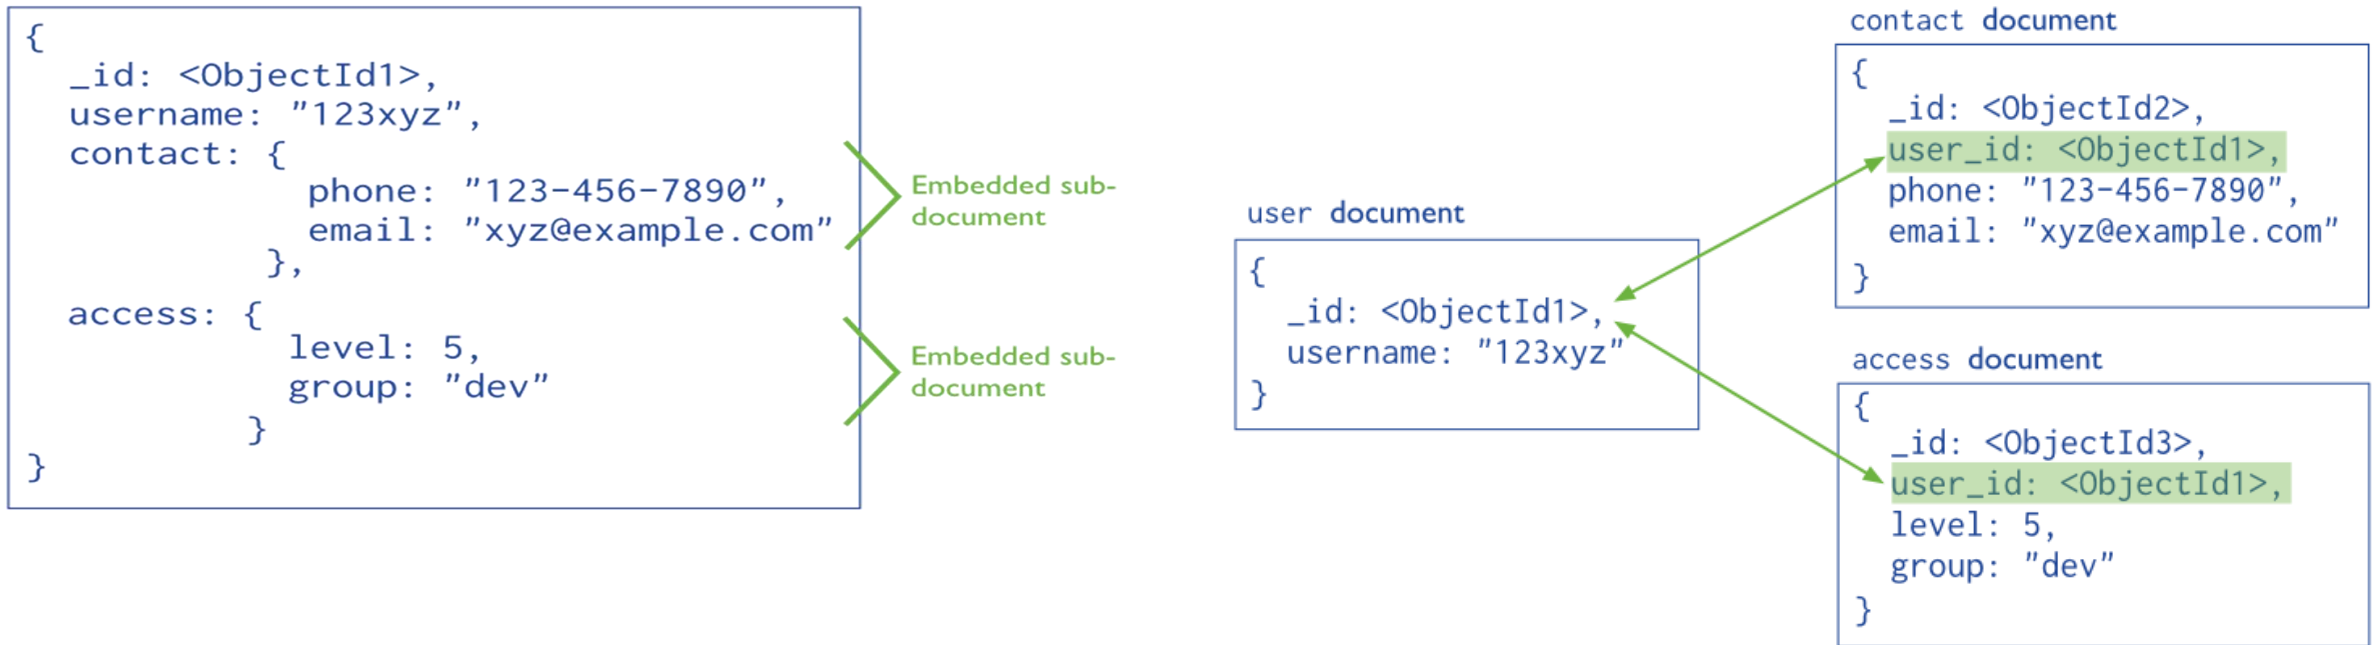 {
_id: <ObjectId1>,
username: "123xyz",
contact: {
phone: "123-456-7890",
email: "xyz@example.com"
},
access: {
level: 5,
group: "dev"
}
}
Embedded sub-
document
Embedded sub-
document
user document
{
_id: <ObjectId1>,
username: "123xyz"
}
contact document
{
_id: <ObjectId2>,
user_id: <ObjectId1>,
phone: "123-456-7890",
email: "xyz@example.com"
}
access document
{
_id: <ObjectId3>,
user_id: <ObjectId1>,
level: 5,
group: "dev"
}